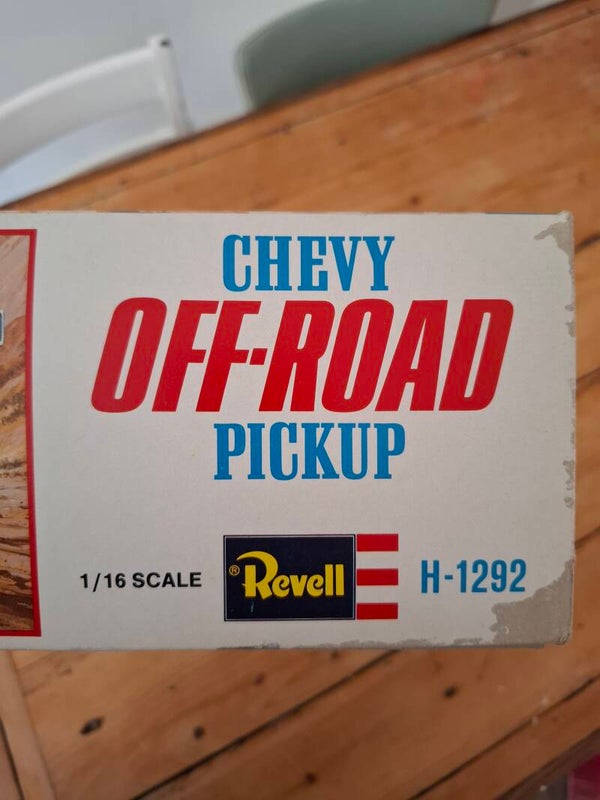 CHEVY
OFF-ROAD
PICKUP
1/16 SCALE ® Revell H-1292